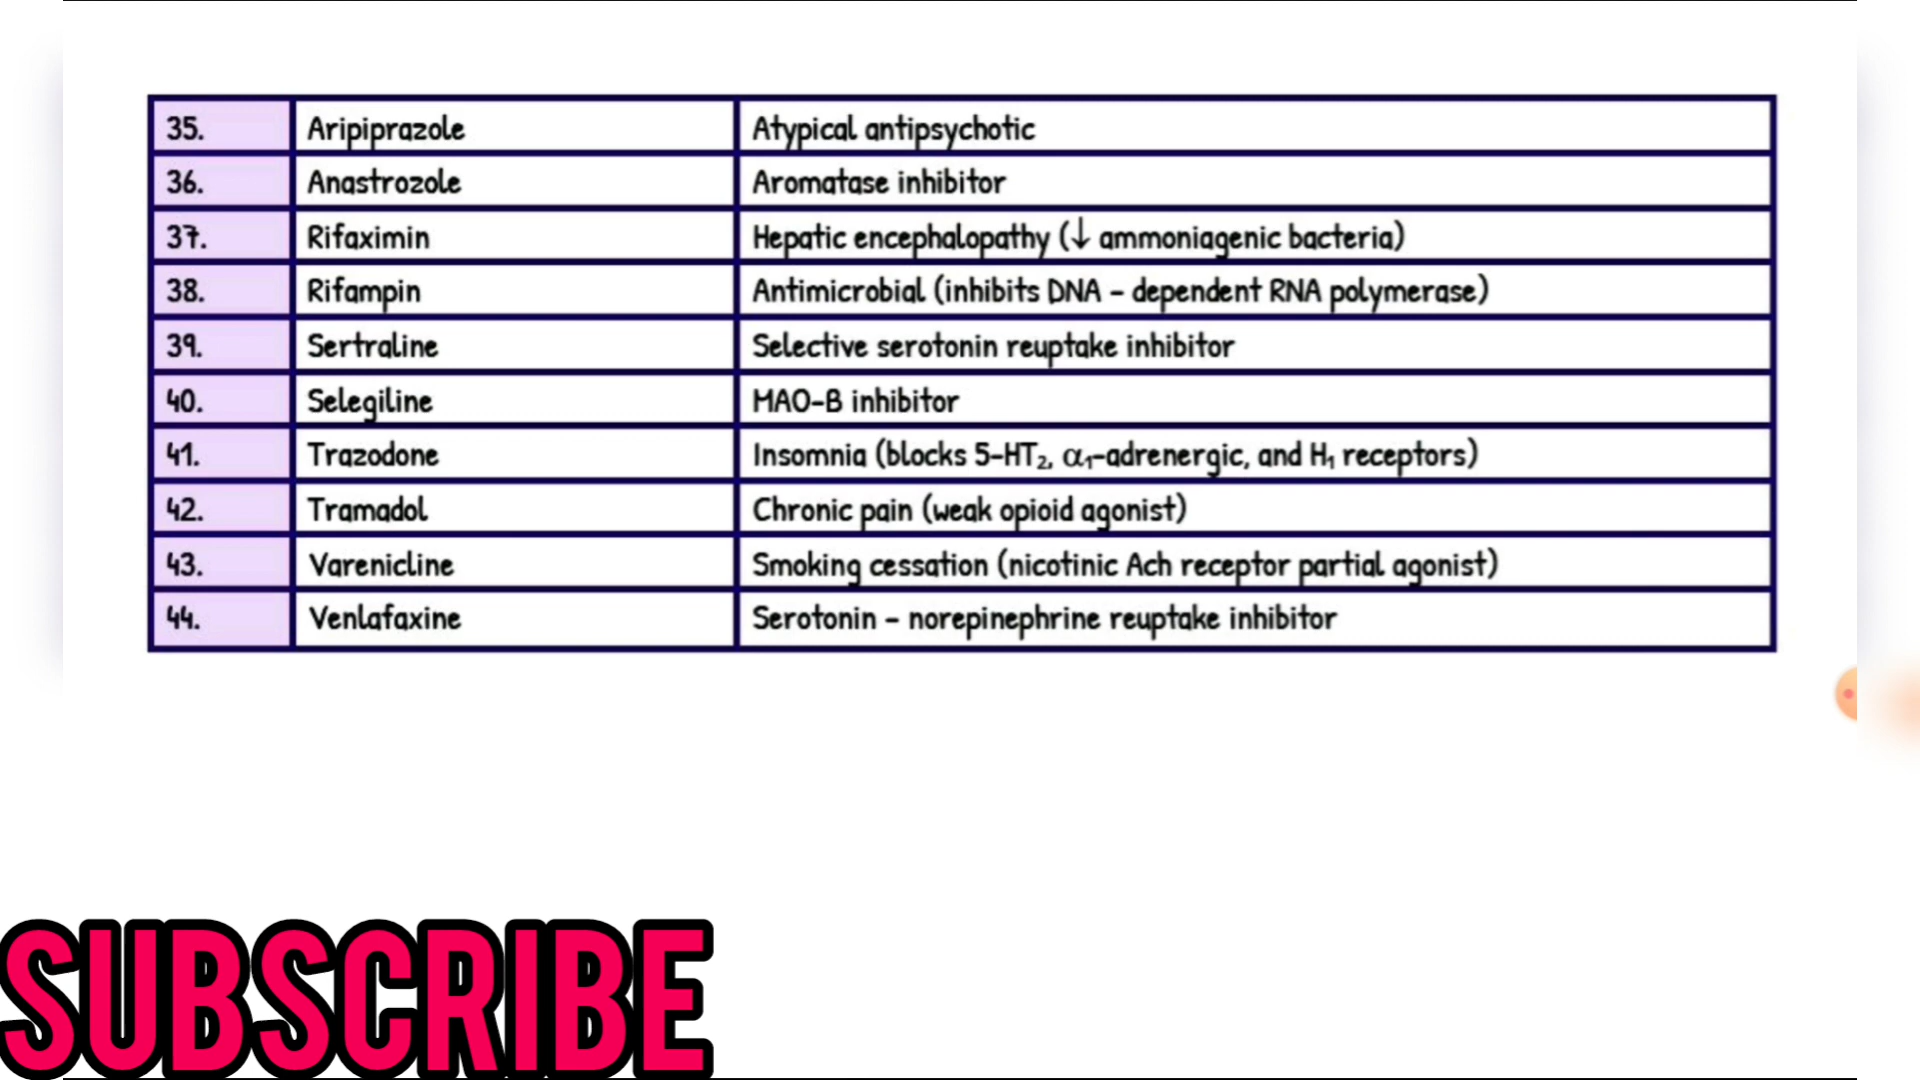 35. Aripiprazole Atypical antipsychotic
36. Anastrozole Aromatase inhibitor
37. Rifaximin Hepatic encephalopathy (↓ ammoniagenic bacteria)
38. Rifampin Antimicrobial (inhibits DNA – dependent RNA polymerase)
39. Sertraline Selective serotonin reuptake inhibitor
40. Selegiline MAO-B inhibitor
41. Trazodone Insomnia (blocks 5-HT₂, α₁-adrenergic, and H₁ receptors)
42. Tramadol Chronic pain (weak opioid agonist)
43. Varenicline Smoking cessation (nicotinic Ach receptor partial agonist)
44. Venlafaxine Serotonin – norepinephrine reuptake inhibitor
SUBSCRIBE